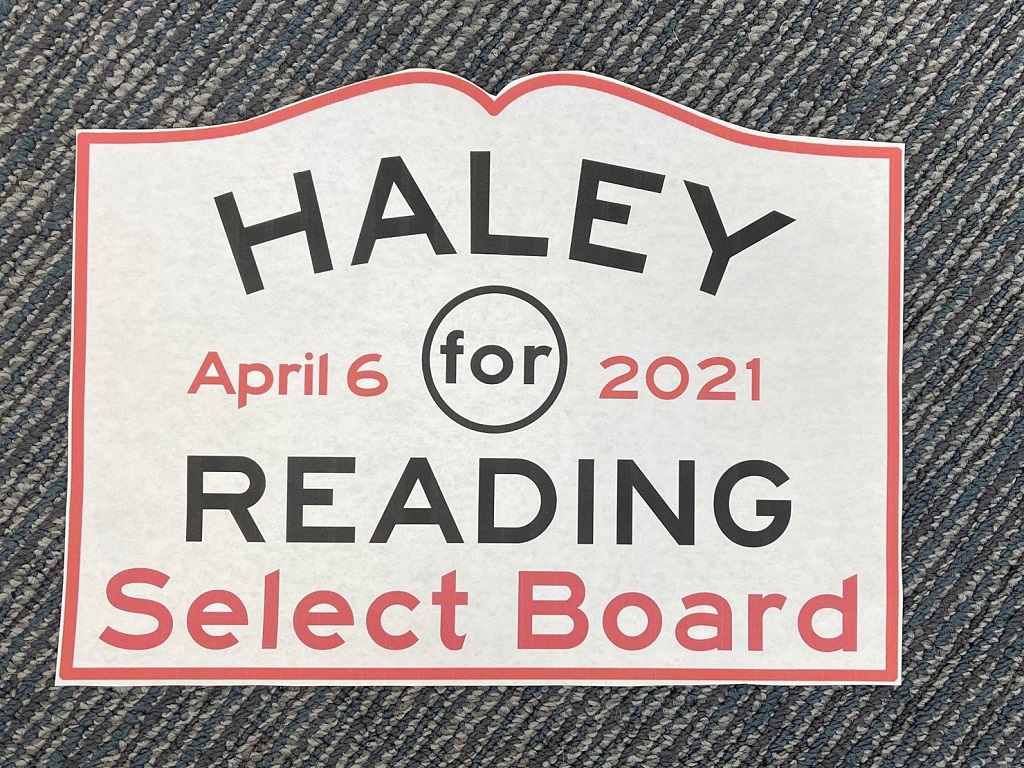 HALEY
April 6 for 2021
READING
Select Board